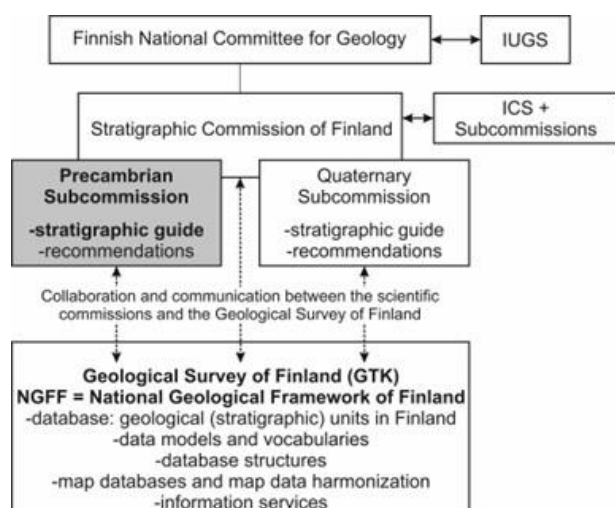 Finnish National Committee for Geology
IUGS
Stratigraphic Commission of Finland
ICS +
Subcommissions
Precambrian
Subcommission
-stratigraphic guide
-recommendations
Quaternary
Subcommission
-stratigraphic guide
-recommendations
Collaboration and communication between the scientific
commissions and the Geological Survey of Finland
Geological Survey of Finland (GTK)
NGFF = National Geological Framework of Finland
-database: geological (stratigraphic) units in Finland
-data models and vocabularies
-database structures
-map databases and map data harmonization
-information services